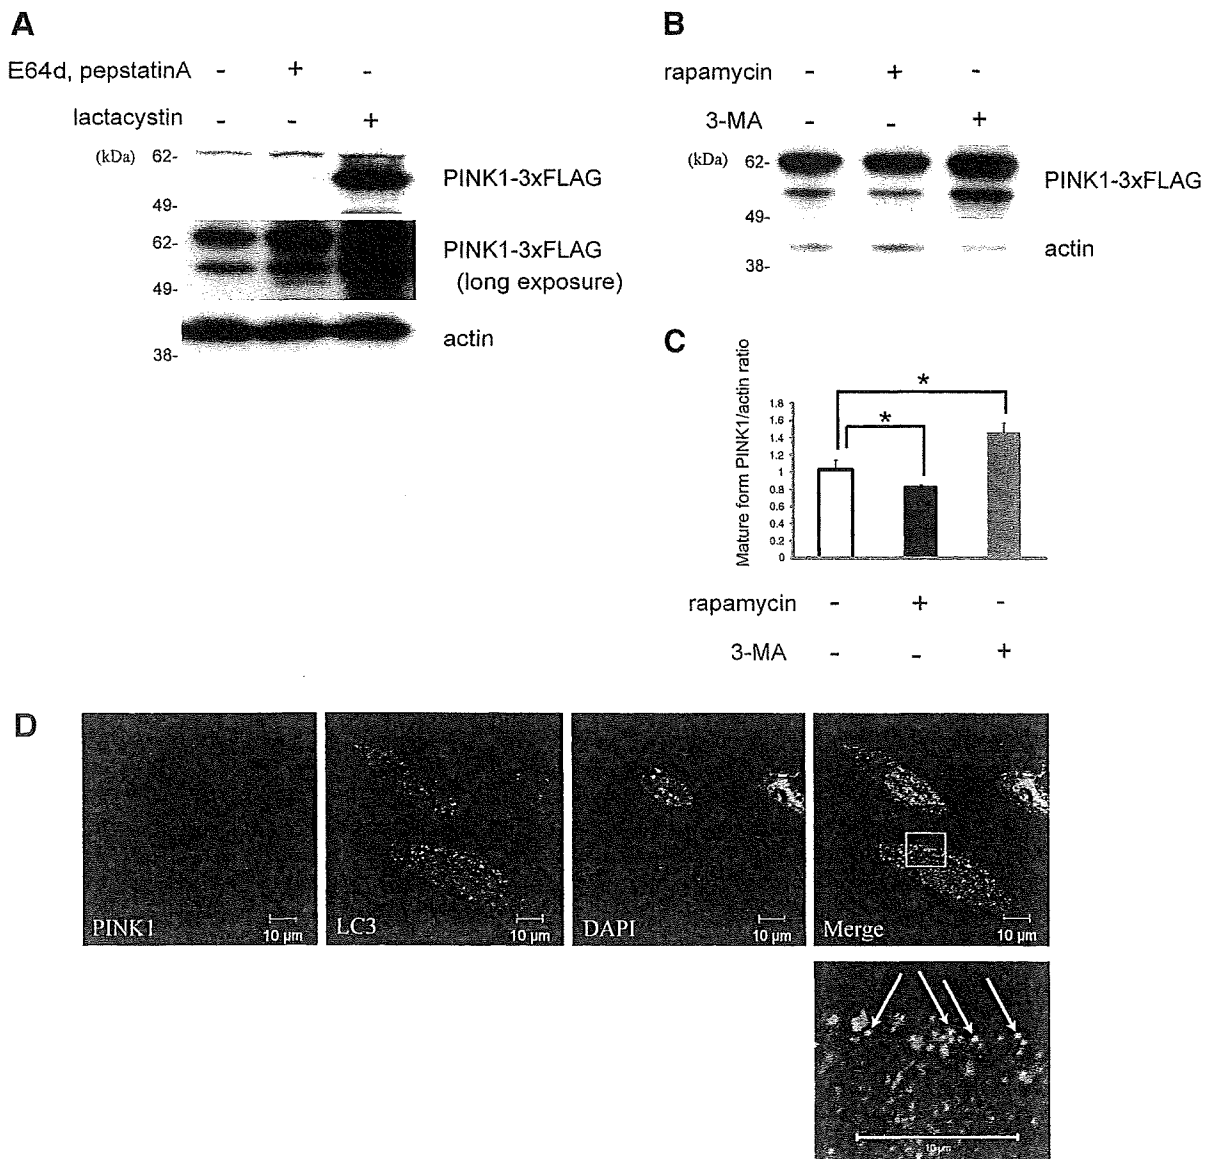 A
E64d, pepstatinA - + -
lactacystin - - +
(kDa) 62-
PINK1-3xFLAG
49-
62-
PINK1-3xFLAG
(long exposure)
49-
actin
38-
B
rapamycin - + -
3-MA - - +
(kDa) 62-
PINK1-3xFLAG
49-
actin
38-
C
Mature form PINK1/actin ratio
*
*
1.8
1.6
1.4
1.2
1
0.8
0.6
0.4
0.2
0
rapamycin - + -
3-MA - - +
D
PINK1
10 µm
LC3
10 µm
DAPI
10 µm
Merge
10 µm
10 µm